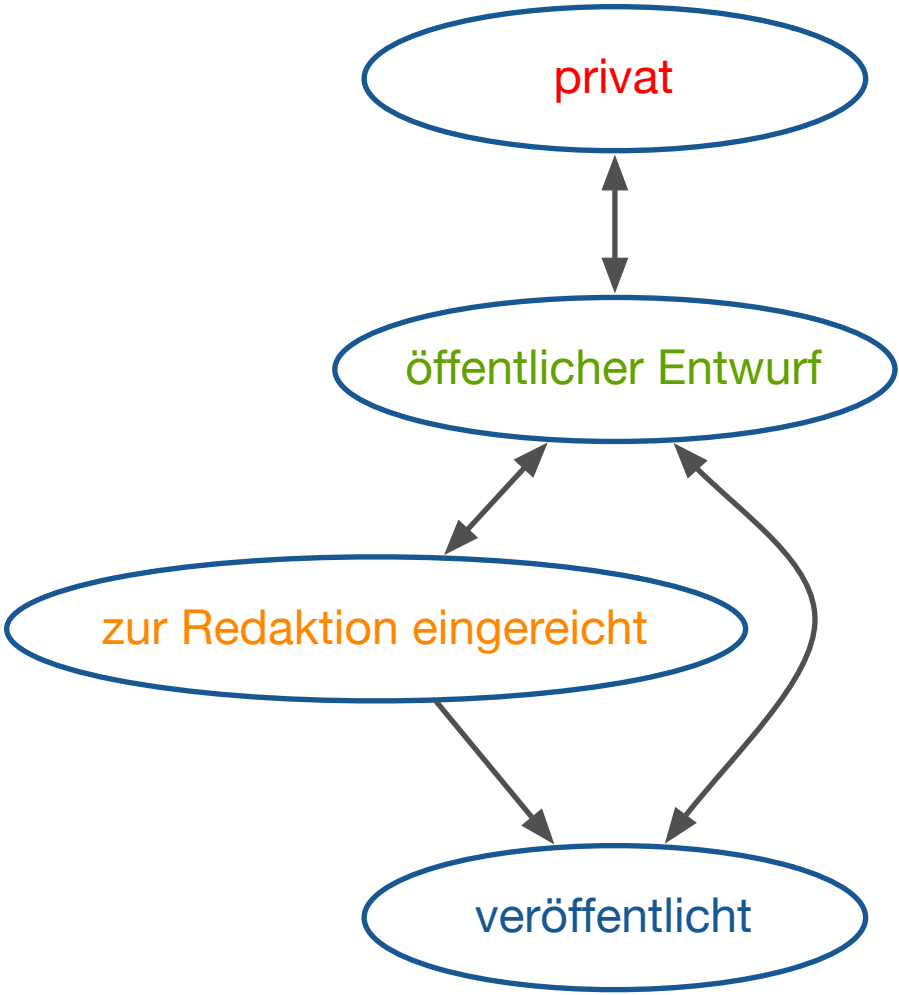 privat
öffentlicher Entwurf
zur Redaktion eingereicht
veröffentlicht